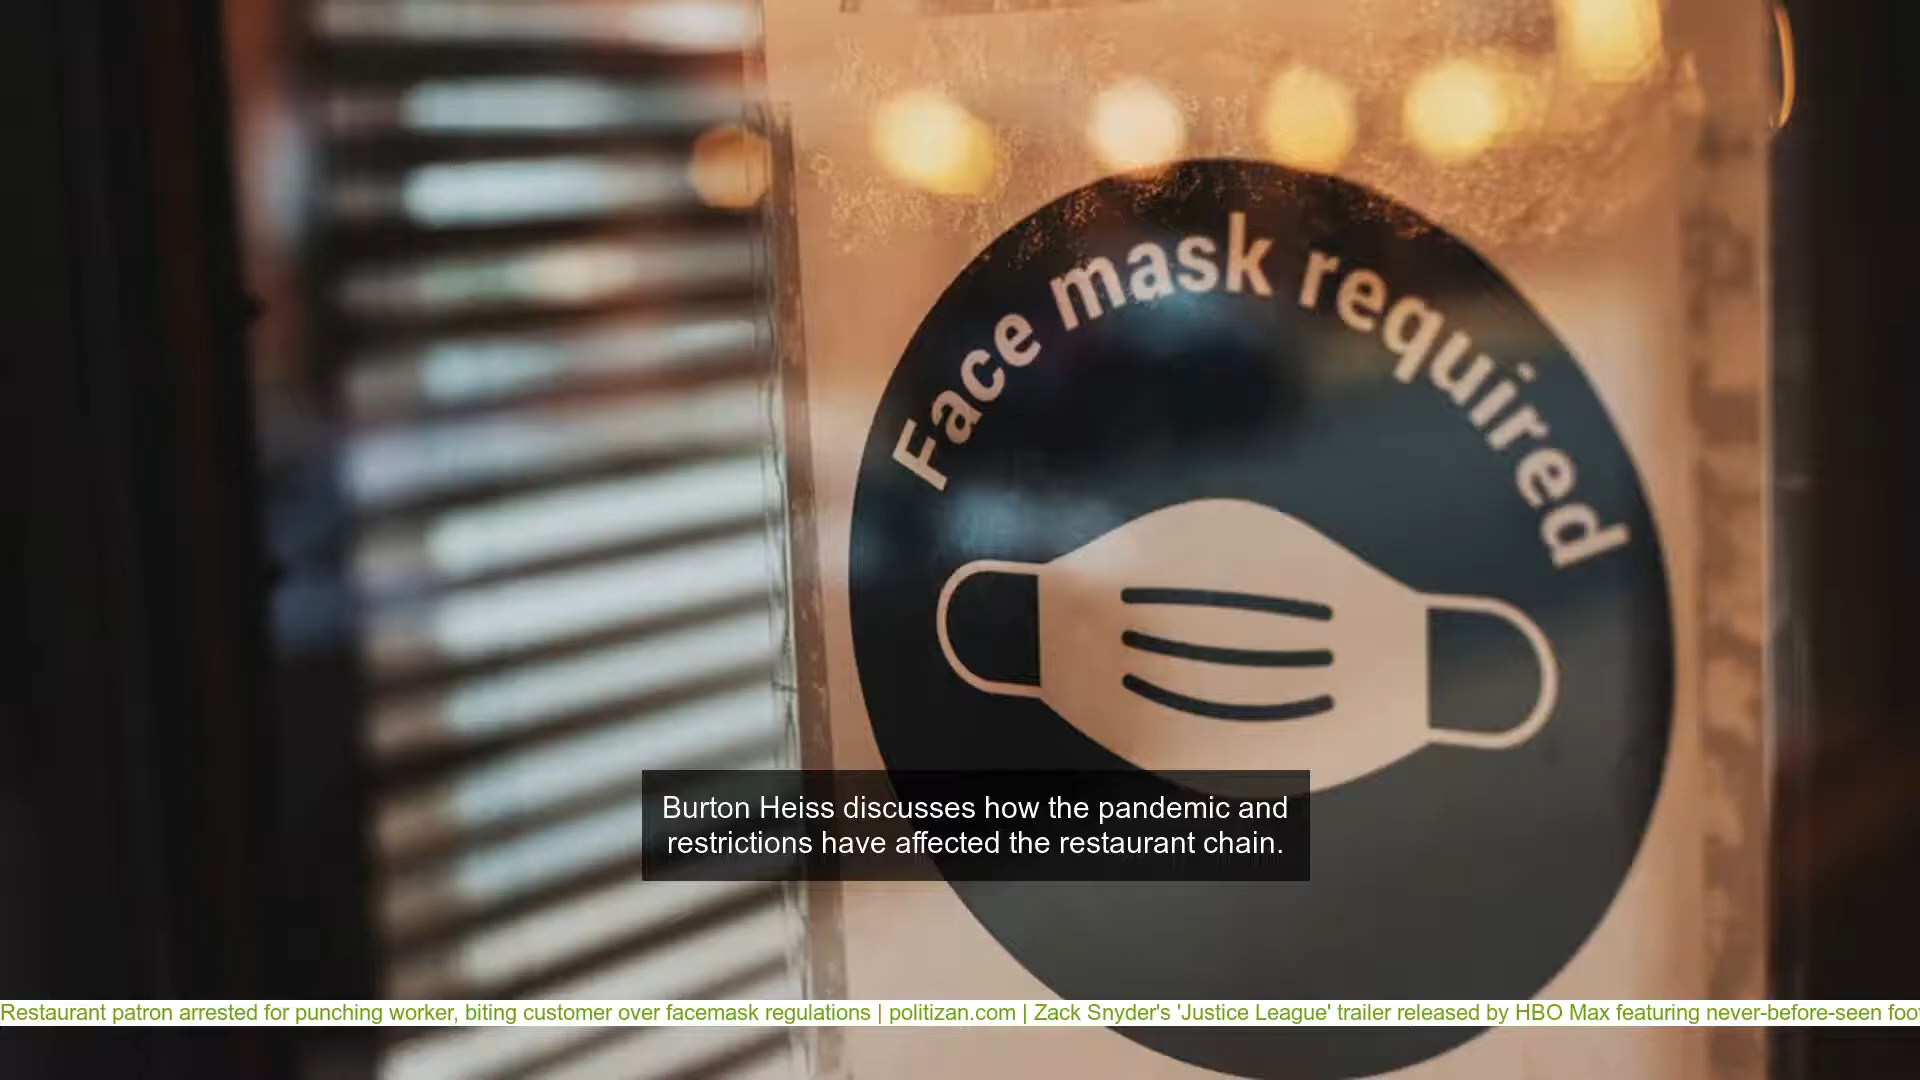 Face mask required
Burton Heiss discusses how the pandemic and
restrictions have affected the restaurant chain.
Restaurant patron arrested for punching worker, biting customer over facemask regulations | politizan.com | Zack Snyder's 'Justice League' trailer released by HBO Max featuring never-before-seen foo